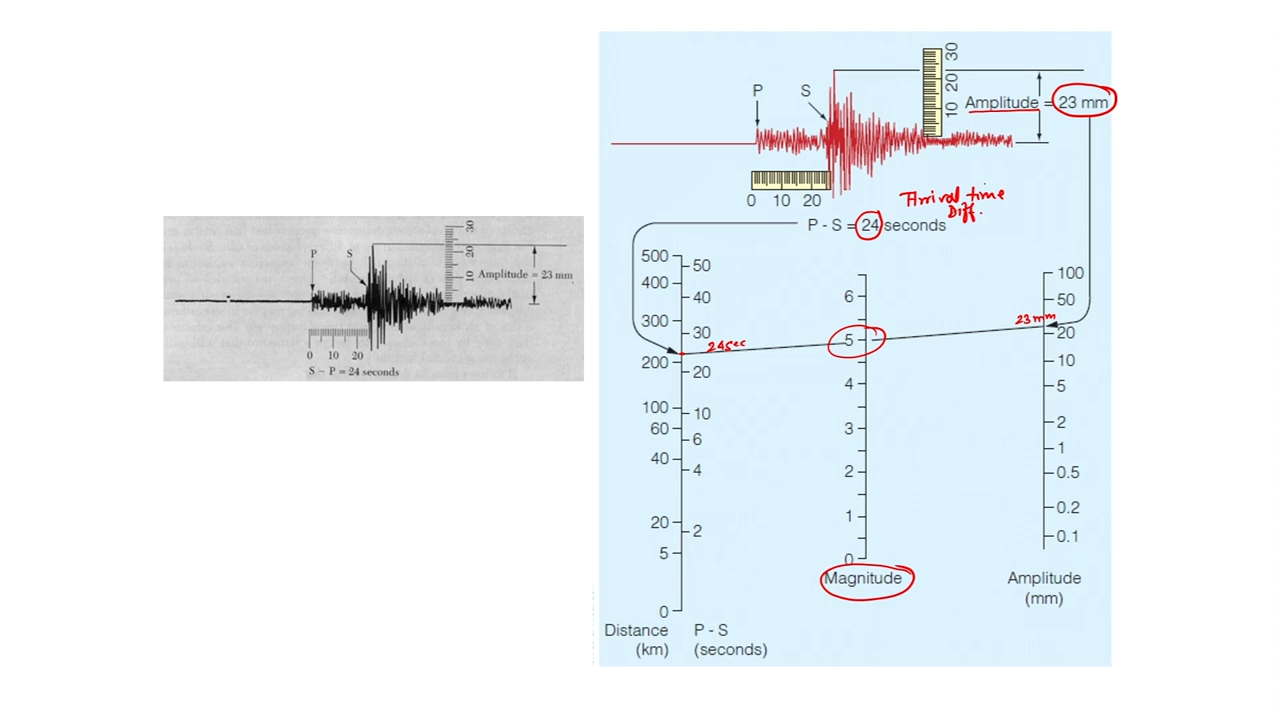 P
S
10 20 30
Amplitude = 23 mm
0 10 20
S – P = 24 seconds
P
S
10 20 30
Amplitude = 23 mm
0 10 20
Arrival time
Diff.
P - S = 24 seconds
500
400
300
200
100
60
40
20
5
0
50
40
30
20
10
6
4
2
24sec
6
5
4
3
2
1
0
23 mm
100
50
20
10
5
2
1
0.5
0.2
0.1
Distance
(km)
P - S
(seconds)
Magnitude
Amplitude
(mm)